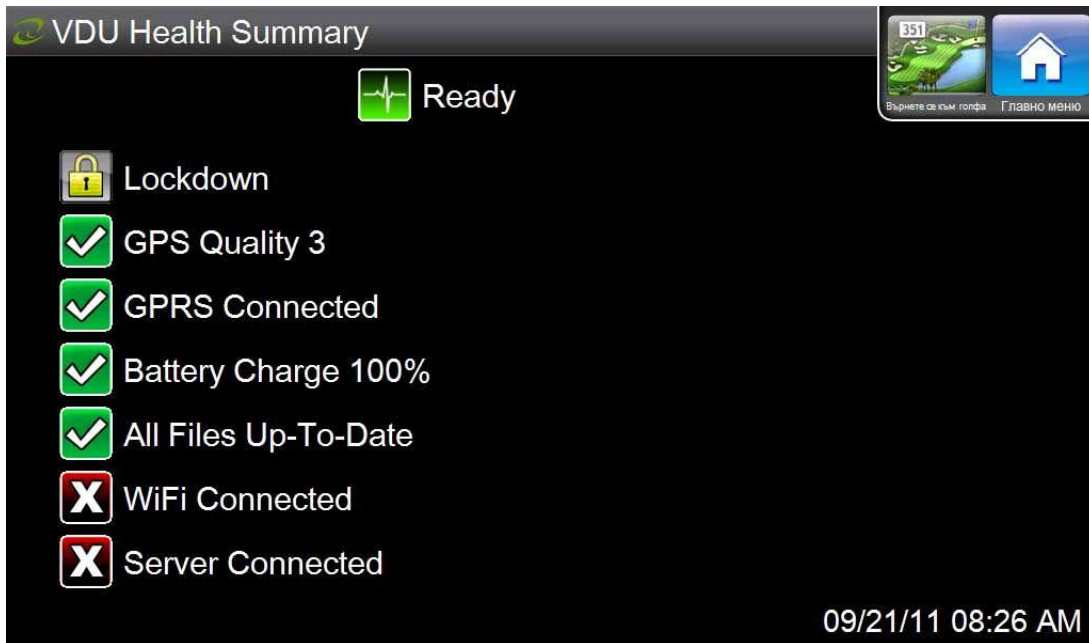 VDU Health Summary
351
Върнете се към голфа
Главно меню
Ready
Lockdown
GPS Quality 3
GPRS Connected
Battery Charge 100%
All Files Up-To-Date
WiFi Connected
Server Connected
09/21/11 08:26 AM